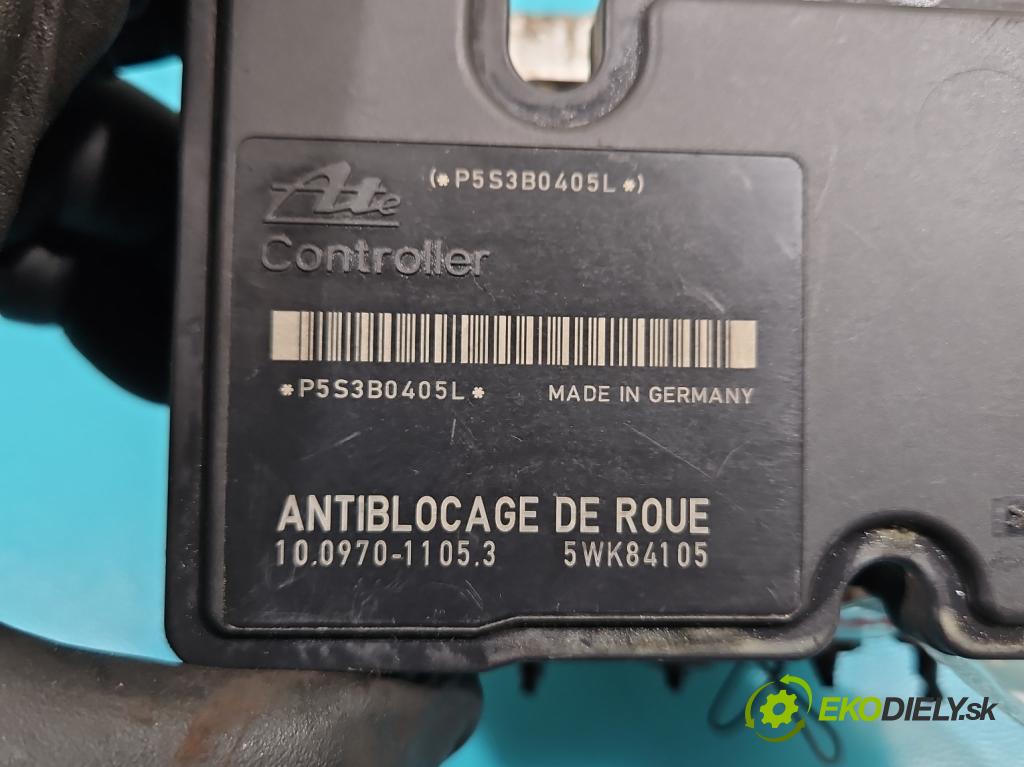 (*P5S3B0405L*)
Ate
Controller
*P5S3B0405L* MADE IN GERMANY
ANTIBLOCAGE DE ROUE
10.0970-1105.3 5WK84105
EKODIELY.sk